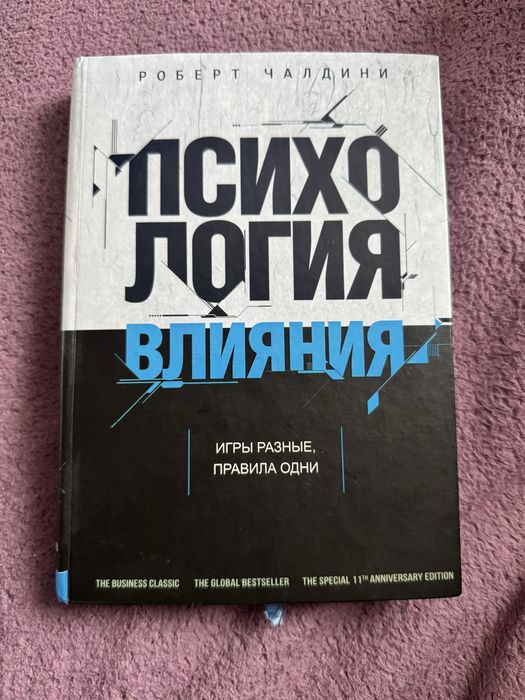 РОБЕРТ ЧАЛДИНИ
ПСИХО
ЛОГИЯ
ВЛИЯНИЯ
ИГРЫ РАЗНЫЕ,
ПРАВИЛА ОДНИ
THE BUSINESS CLASSIC THE GLOBAL BESTSELLER THE SPECIAL 11TH ANNIVERSARY EDITION